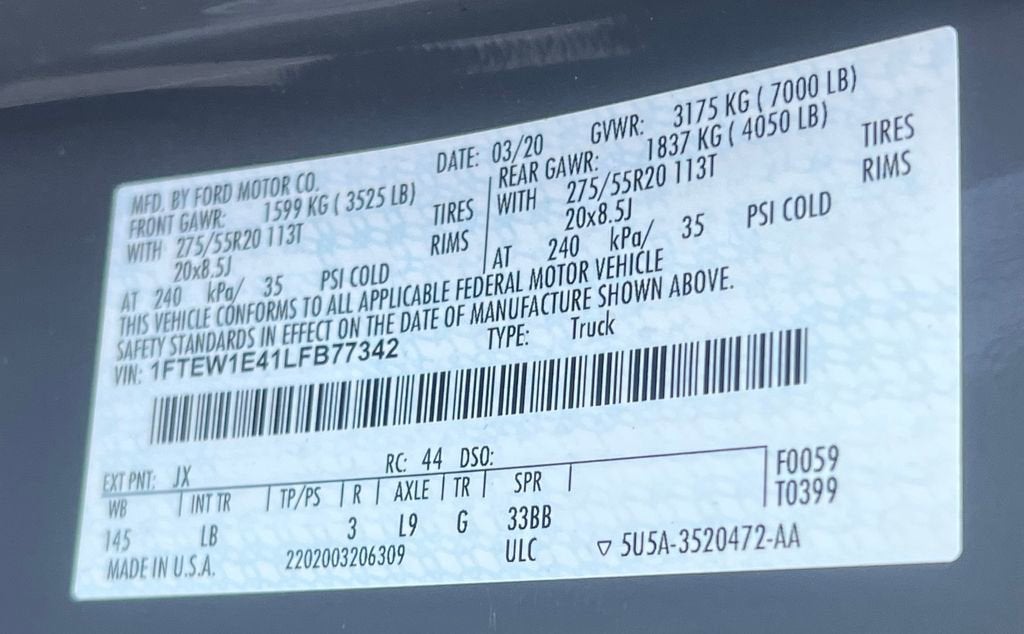 MFD. BY FORD MOTOR CO. DATE: 03/20 GVWR: 3175 KG ( 7000 LB)
FRONT GAWR: 1599 KG ( 3525 LB) REAR GAWR: 1837 KG ( 4050 LB)
WITH 275/55R20 113T TIRES WITH 275/55R20 113T TIRES
20x8.5J RIMS 20x8.5J RIMS
AT 240 kPa/ 35 PSI COLD AT 240 kPa/ 35 PSI COLD
THIS VEHICLE CONFORMS TO ALL APPLICABLE FEDERAL MOTOR VEHICLE
SAFETY STANDARDS IN EFFECT ON THE DATE OF MANUFACTURE SHOWN ABOVE.
VIN: 1FTEW1E41LFB77342 TYPE: Truck
EXT PNT: JX RC: 44 DSO: F0059
WB INT TR TP/PS R AXLE TR SPR T0399
145 LB 3 L9 G 33BB
MADE IN U.S.A. 2202003206309 ULC ▽ 5U5A-3520472-AA